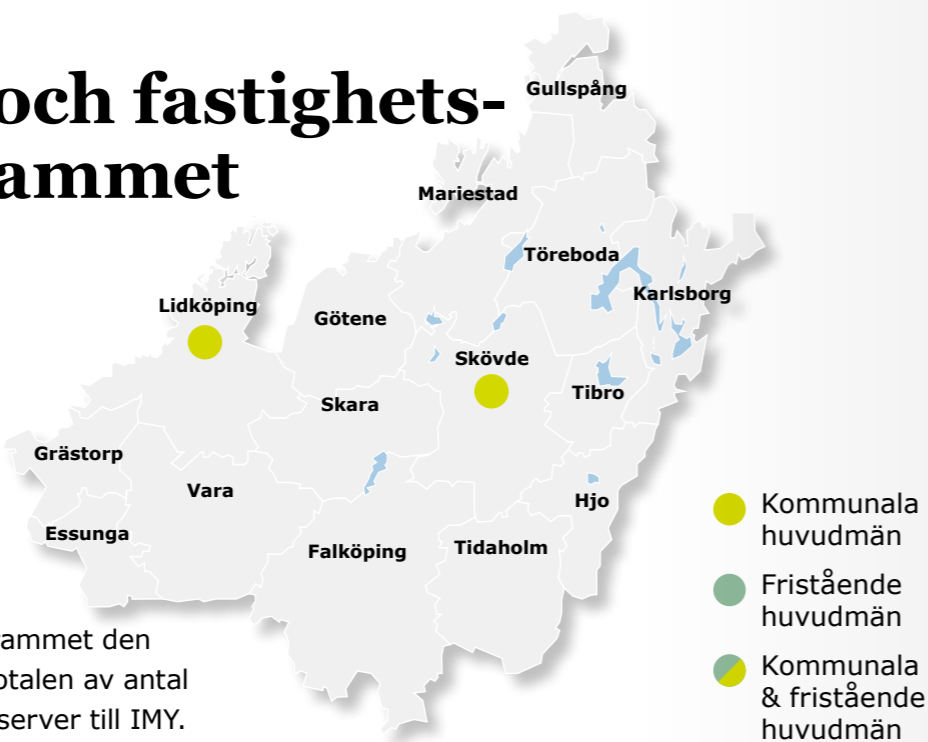 och fastighets-
ammet
Gullspång
Mariestad
Töreboda
Karlsborg
Lidköping
Götene
Skövde
Tibro
Skara
Grästorp
Vara
Hjo
Essunga
Falköping
Tidaholm
Kommunala
huvudmän
Fristående
huvudmän
Kommunala
& fristående
huvudmän
rammet den
otalen av antal
server till IMY.